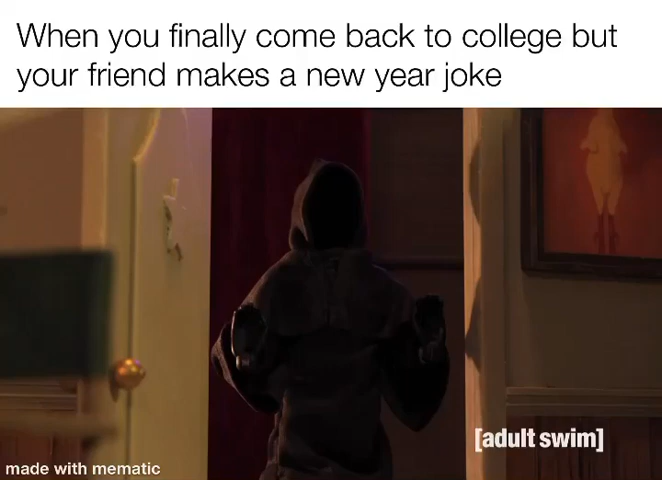 When you finally come back to college but
your friend makes a new year joke
[adult swim]
made with mematic